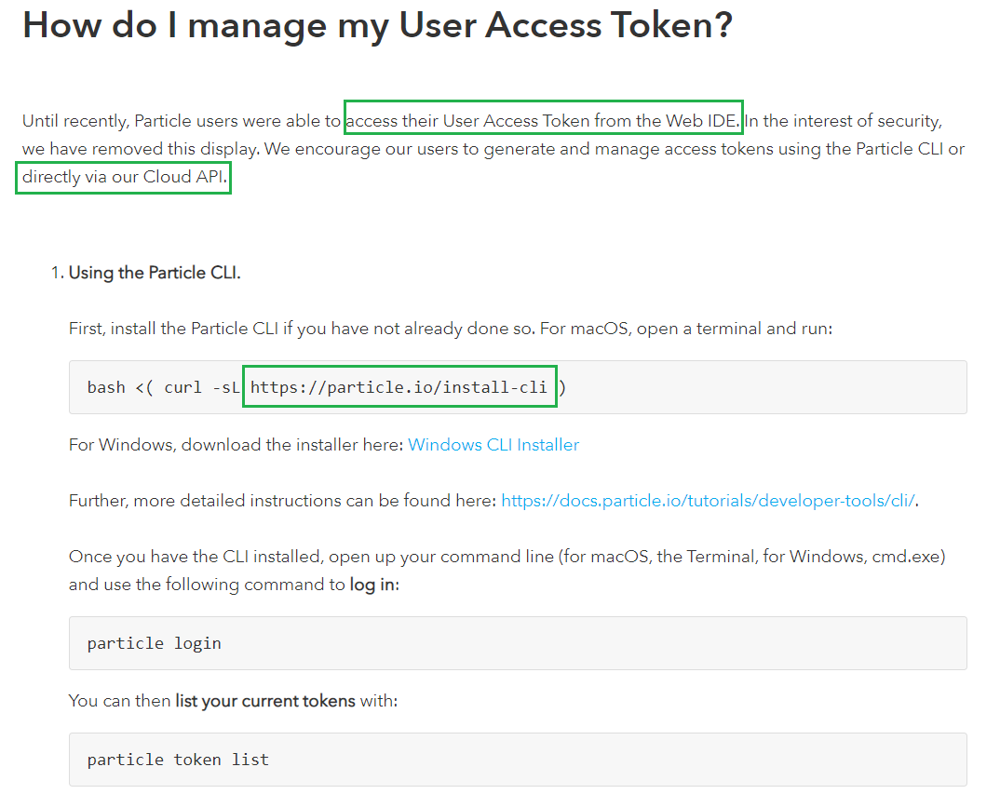 How do I manage my User Access Token?
Until recently, Particle users were able to access their User Access Token from the Web IDE. In the interest of security,
we have removed this display. We encourage our users to generate and manage access tokens using the Particle CLI or
directly via our Cloud API.
1. Using the Particle CLI.
First, install the Particle CLI if you have not already done so. For macOS, open a terminal and run:
bash <( curl -sL https://particle.io/install-cli )
For Windows, download the installer here: Windows CLI Installer
Further, more detailed instructions can be found here: https://docs.particle.io/tutorials/developer-tools/cli/.
Once you have the CLI installed, open up your command line (for macOS, the Terminal, for Windows, cmd.exe)
and use the following command to log in:
particle login
You can then list your current tokens with:
particle token list